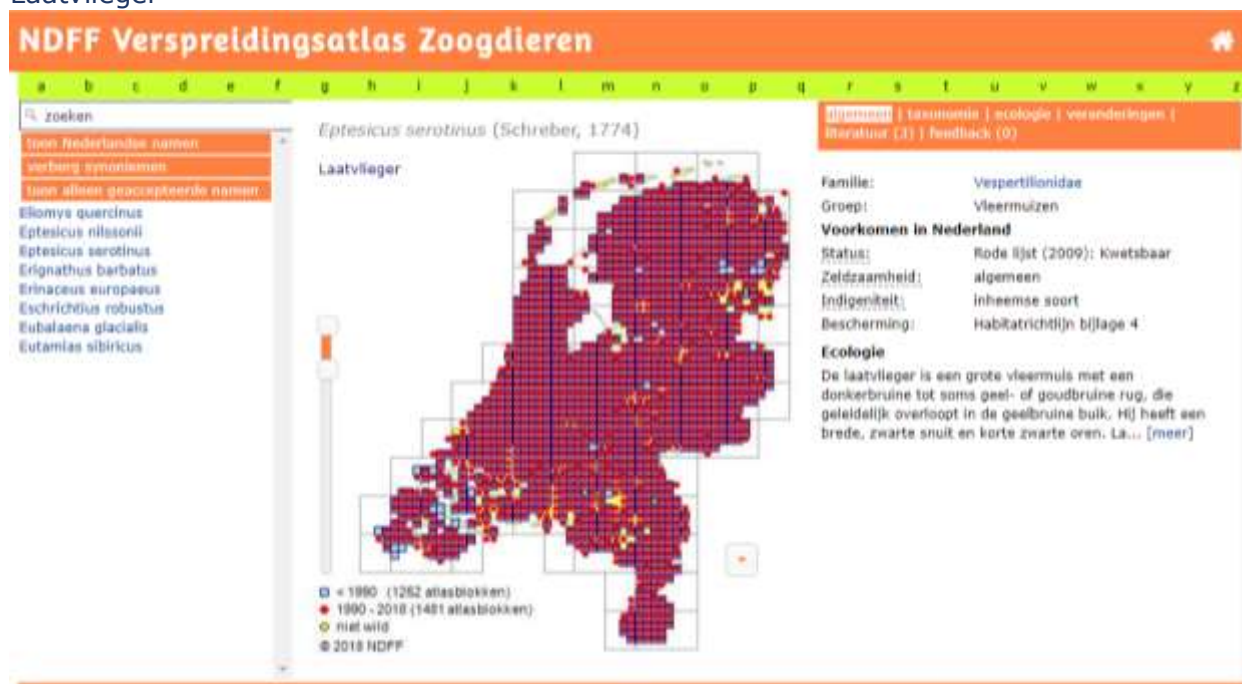 Laatvlieger
NDFF Verspreidingsatlas Zoogdieren
a b c d e f g h i j k l m n o p q r s t u v w x y z
zoeken
toon Nederlandse namen
verberg synoniemen
toon alleen geaccepteerde namen
Eliomys quercinus
Eptesicus nilssonii
Eptesicus serotinus
Erignathus barbatus
Erinaceus europaeus
Eschrichtius robustus
Eubalaena glacialis
Eutamias sibiricus
Eptesicus serotinus (Schreber, 1774)
Laatvlieger
< 1990 (1262 atlasblokken)
1990 - 2018 (1481 atlasblokken)
niet wild
© 2018 NDFF
algemeen | taxonomie | ecologie | veranderingen |
literatuur (3) | feedback (0)
Familie: Vespertilionidae
Groep: Vleermuizen
Voorkomen in Nederland
Status: Rode lijst (2009): Kwetsbaar
Zeldzaamheid: algemeen
Indigeniteit: inheemse soort
Bescherming: Habitatrichtlijn bijlage 4
Ecologie
De laatvlieger is een grote vleermuis met een
donkerbruine tot soms geel- of goudbruine rug, die
geleidelijk overloopt in de geelbruine buik. Hij heeft een
brede, zwarte snuit en korte zwarte oren. La... [meer]